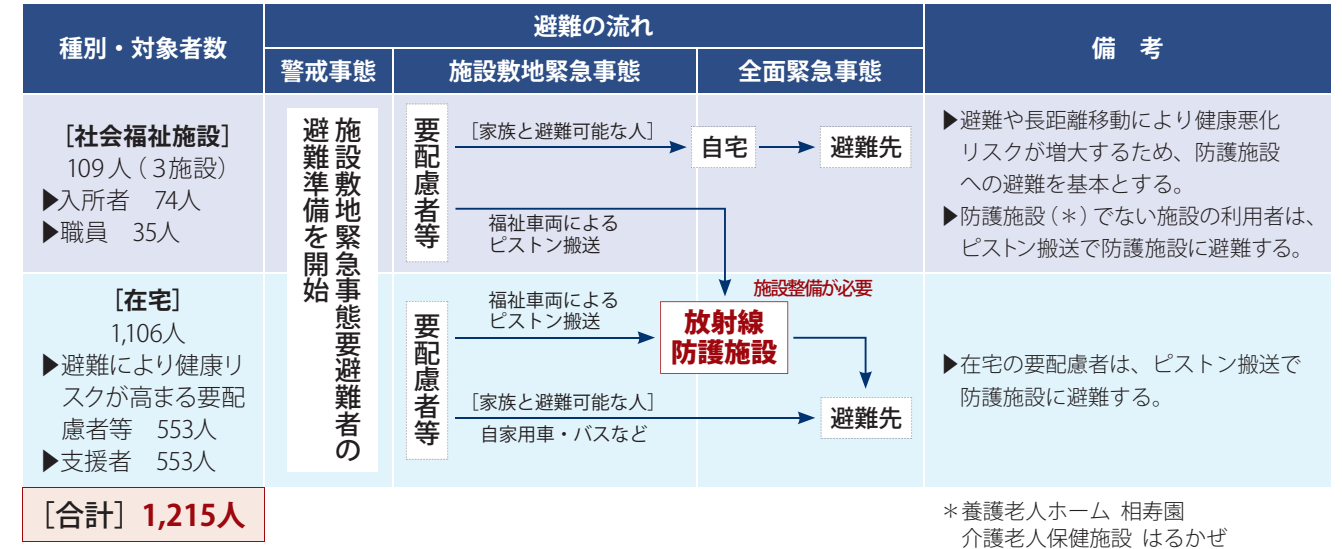 種別・対象者数
避難の流れ
備　考
警戒事態
施設敷地緊急事態
全面緊急事態
［社会福祉施設］
109人（3施設）
▶入所者　74人
▶職員　35人
施設敷地緊急事態要避難者の
避難準備を開始
要配慮者等
［家族と避難可能な人］
自宅
避難先
福祉車両による
ピストン搬送
▶避難や長距離移動により健康悪化
リスクが増大するため、防護施設
への避難を基本とする。
▶防護施設（＊）でない施設の利用者は、
ピストン搬送で防護施設に避難する。
［在宅］
1,106人
▶避難により健康リ
スクが高まる要配
慮者等　553人
▶支援者　553人
要配慮者等
福祉車両による
ピストン搬送
施設整備が必要
放射線
防護施設
［家族と避難可能な人］
自家用車・バスなど
避難先
▶在宅の要配慮者は、ピストン搬送で
防護施設に避難する。
［合計］1,215人
＊養護老人ホーム 相寿園
介護老人保健施設 はるかぜ